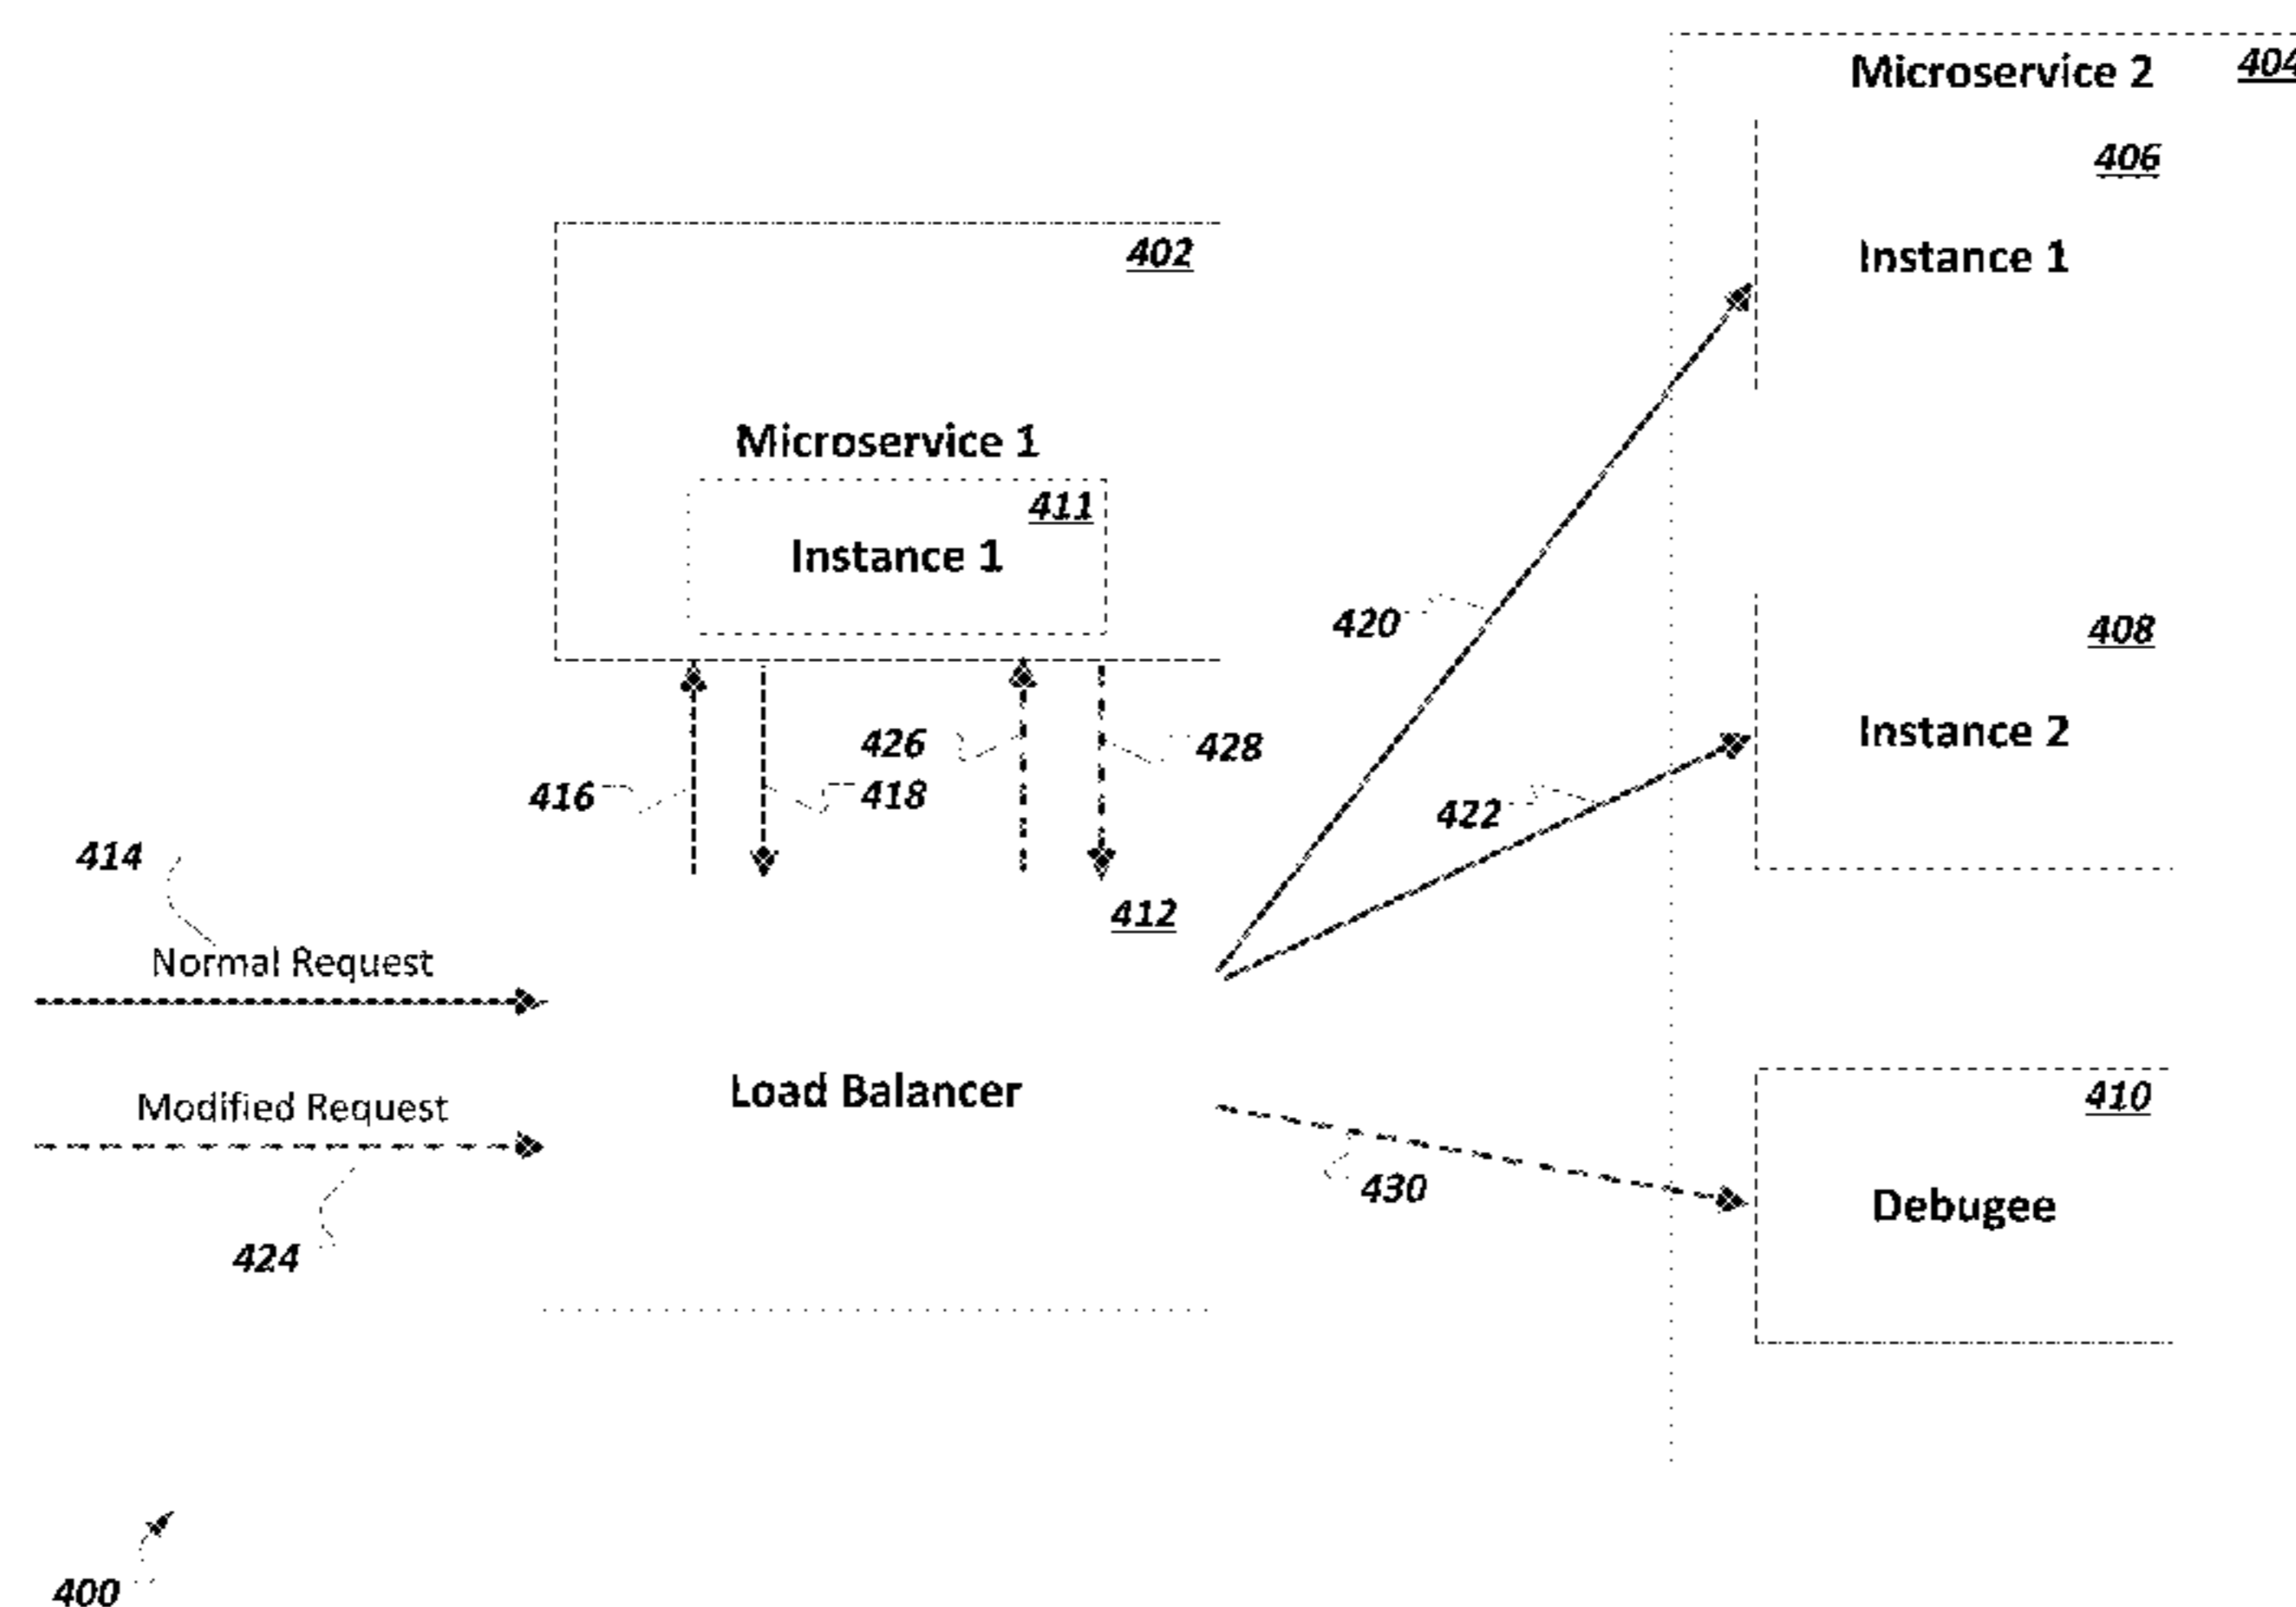 Microservice 2
404
406
Instance 1
402
Microservice 1
411
Instance 1
420
408
Instance 2
426
428
416
418
422
414
412
Normal Request
Load Balancer
Modified Request
410
430
Debugee
424
400